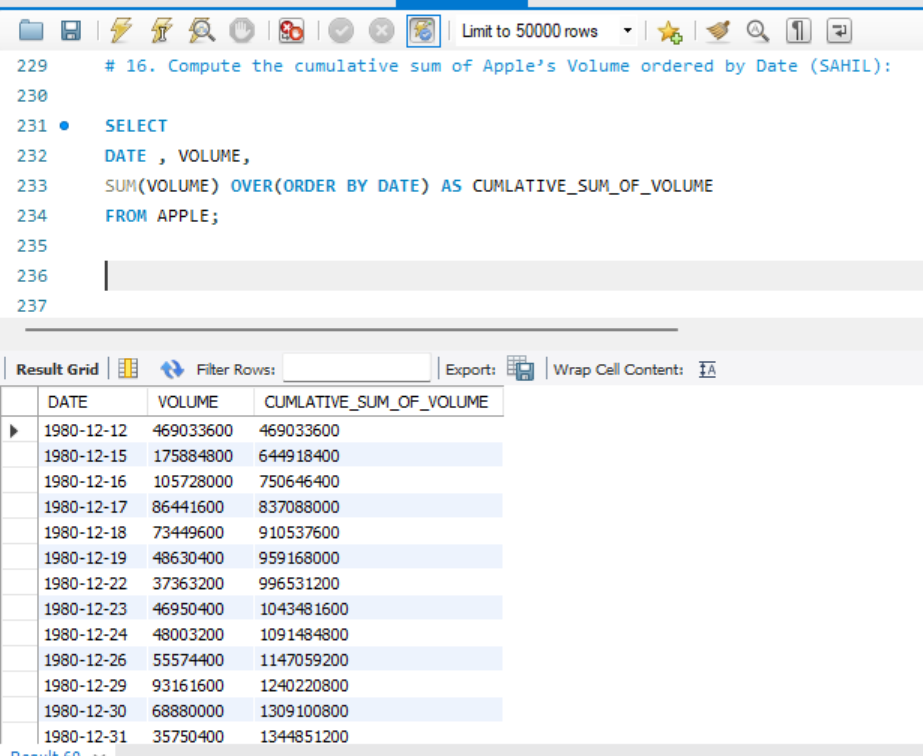 Limit to 50000 rows
229 # 16. Compute the cumulative sum of Apple’s Volume ordered by Date (SAHIL):
230
231 SELECT
232 DATE , VOLUME,
233 SUM(VOLUME) OVER(ORDER BY DATE) AS CUMLATIVE_SUM_OF_VOLUME
234 FROM APPLE;
235
236
237
Result Grid Filter Rows: Export: Wrap Cell Content:
DATE VOLUME CUMLATIVE_SUM_OF_VOLUME
1980-12-12 469033600 469033600
1980-12-15 175884800 644918400
1980-12-16 105728000 750646400
1980-12-17 86441600 837088000
1980-12-18 73449600 910537600
1980-12-19 48630400 959168000
1980-12-22 37363200 996531200
1980-12-23 46950400 1043481600
1980-12-24 48003200 1091484800
1980-12-26 55574400 1147059200
1980-12-29 93161600 1240220800
1980-12-30 68880000 1309100800
1980-12-31 35750400 1344851200